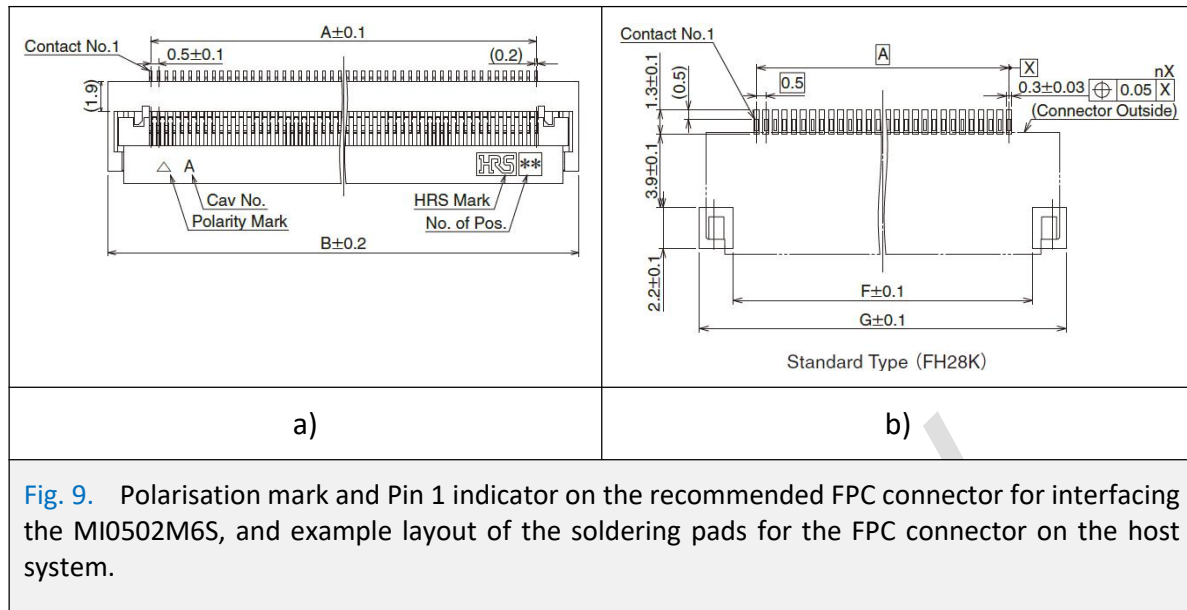 Contact No.1
A±0.1
0.5±0.1
(0.2)
(1.9)
A
HRS
**
Cav No.
Polarity Mark
HRS Mark
No. of Pos.
B±0.2
a)
Contact No.1
A
X
nX
1.3±0.1
(0.5)
0.5
0.3±0.03
0.05
X
(Connector Outside)
3.9±0.1
2.2±0.1
F±0.1
G±0.1
Standard Type (FH28K)
b)
Fig. 9. Polarisation mark and Pin 1 indicator on the recommended FPC connector for interfacing
the MI0502M6S, and example layout of the soldering pads for the FPC connector on the host
system.